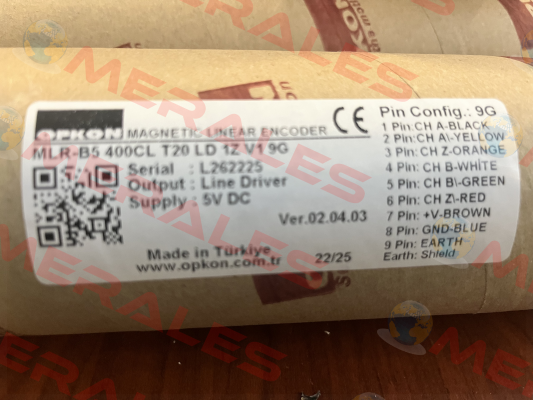 OPKON MAGNETIC LINEAR ENCODER CE
MLR-B5 400CL T20 LD 1Z V1 9G
Serial : L262225
Output : Line Driver
Supply : 5V DC
Ver.02.04.03
Made in Türkiye
www.opkon.com.tr
22/25
Pin Config.: 9G
1 Pin:CH A-BLACK
2 Pin:CH A\-YELLOW
3 Pin:CH Z-ORANGE
4 Pin:CH B-WHITE
5 Pin:CH B\-GREEN
6 Pin:CH Z\-RED
7 Pin:+V-BROWN
8 Pin:GND-BLUE
9 Pin:EARTH
Earth: Shield
MERALES
MERALES
MERALES